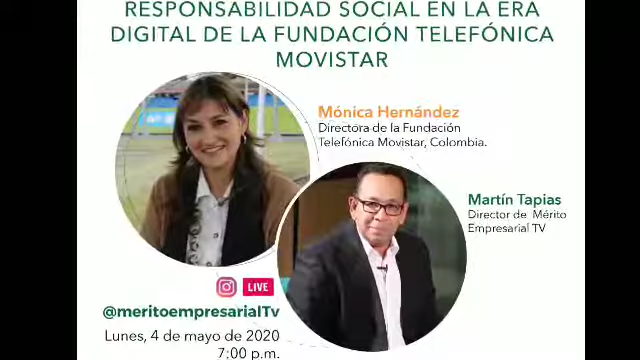 RESPONSABILIDAD SOCIAL EN LA ERA
DIGITAL DE LA FUNDACIÓN TELEFÓNICA
MOVISTAR
Mónica Hernández
Directora de la Fundación
Telefónica Movistar, Colombia.
Martín Tapias
Director de Mérito
Empresarial TV
LIVE
@meritoempresarialTv
Lunes, 4 de mayo de 2020
7:00 p.m.